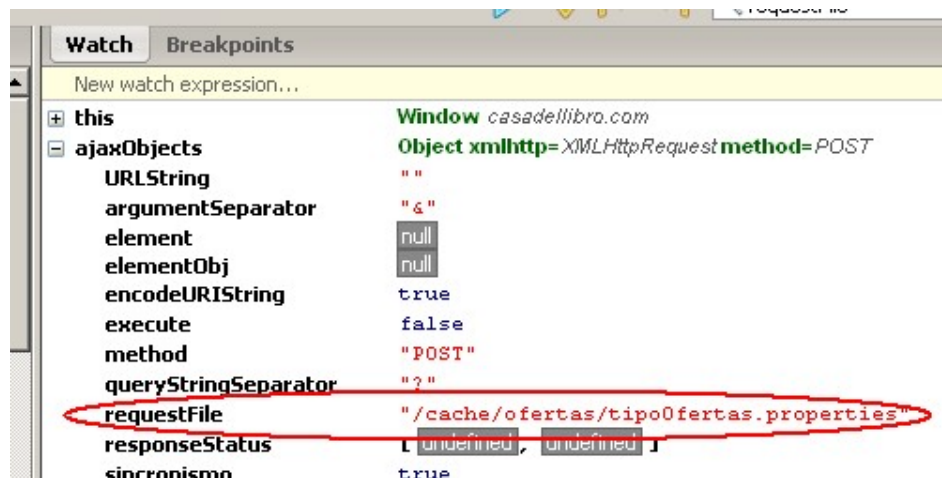 requestFile
Watch Breakpoints
New watch expression...
this Window casadellibro.com
ajaxObjects Object xmlhttp=XMLHttpRequest method=POST
URLString ""
argumentSeparator "&"
element null
elementObj null
encodeURIString true
execute false
method "POST"
queryStringSeparator "?"
requestFile "/cache/ofertas/tipoOfertas.properties"
responseStatus [ undefined , undefined ]
sincronismo true